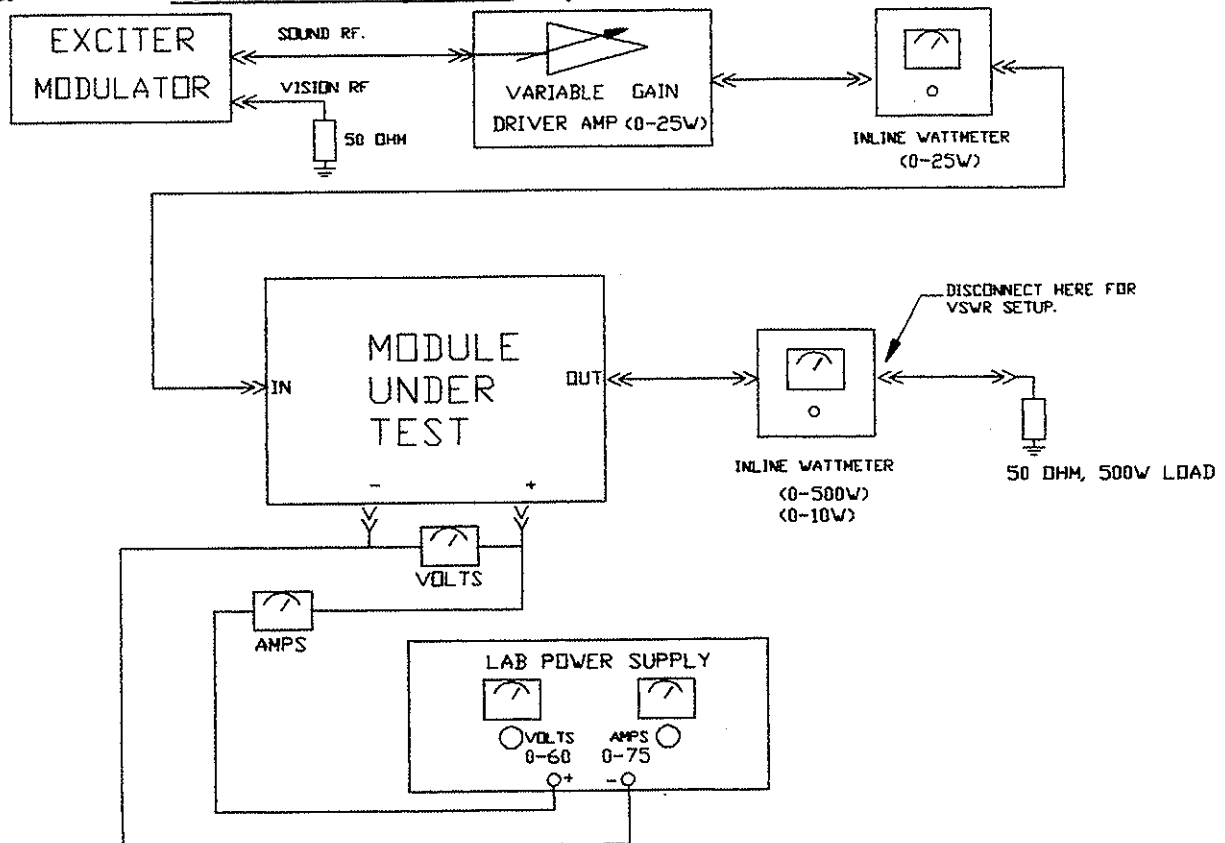 EXCITER
MODULATOR
SOUND RF.
VISION RF
50 OHM
VARIABLE GAIN
DRIVER AMP (0-25W)
INLINE WATTMETER
(0-25W)
DISCONNECT HERE FOR
VSWR SETUP.
MODULE
UNDER
TEST
IN
OUT
-
+
INLINE WATTMETER
(0-500W)
(0-10W)
50 OHM, 500W LOAD
VOLTS
AMPS
LAB POWER SUPPLY
VOLTS
0-60
AMPS
0-75
+
-